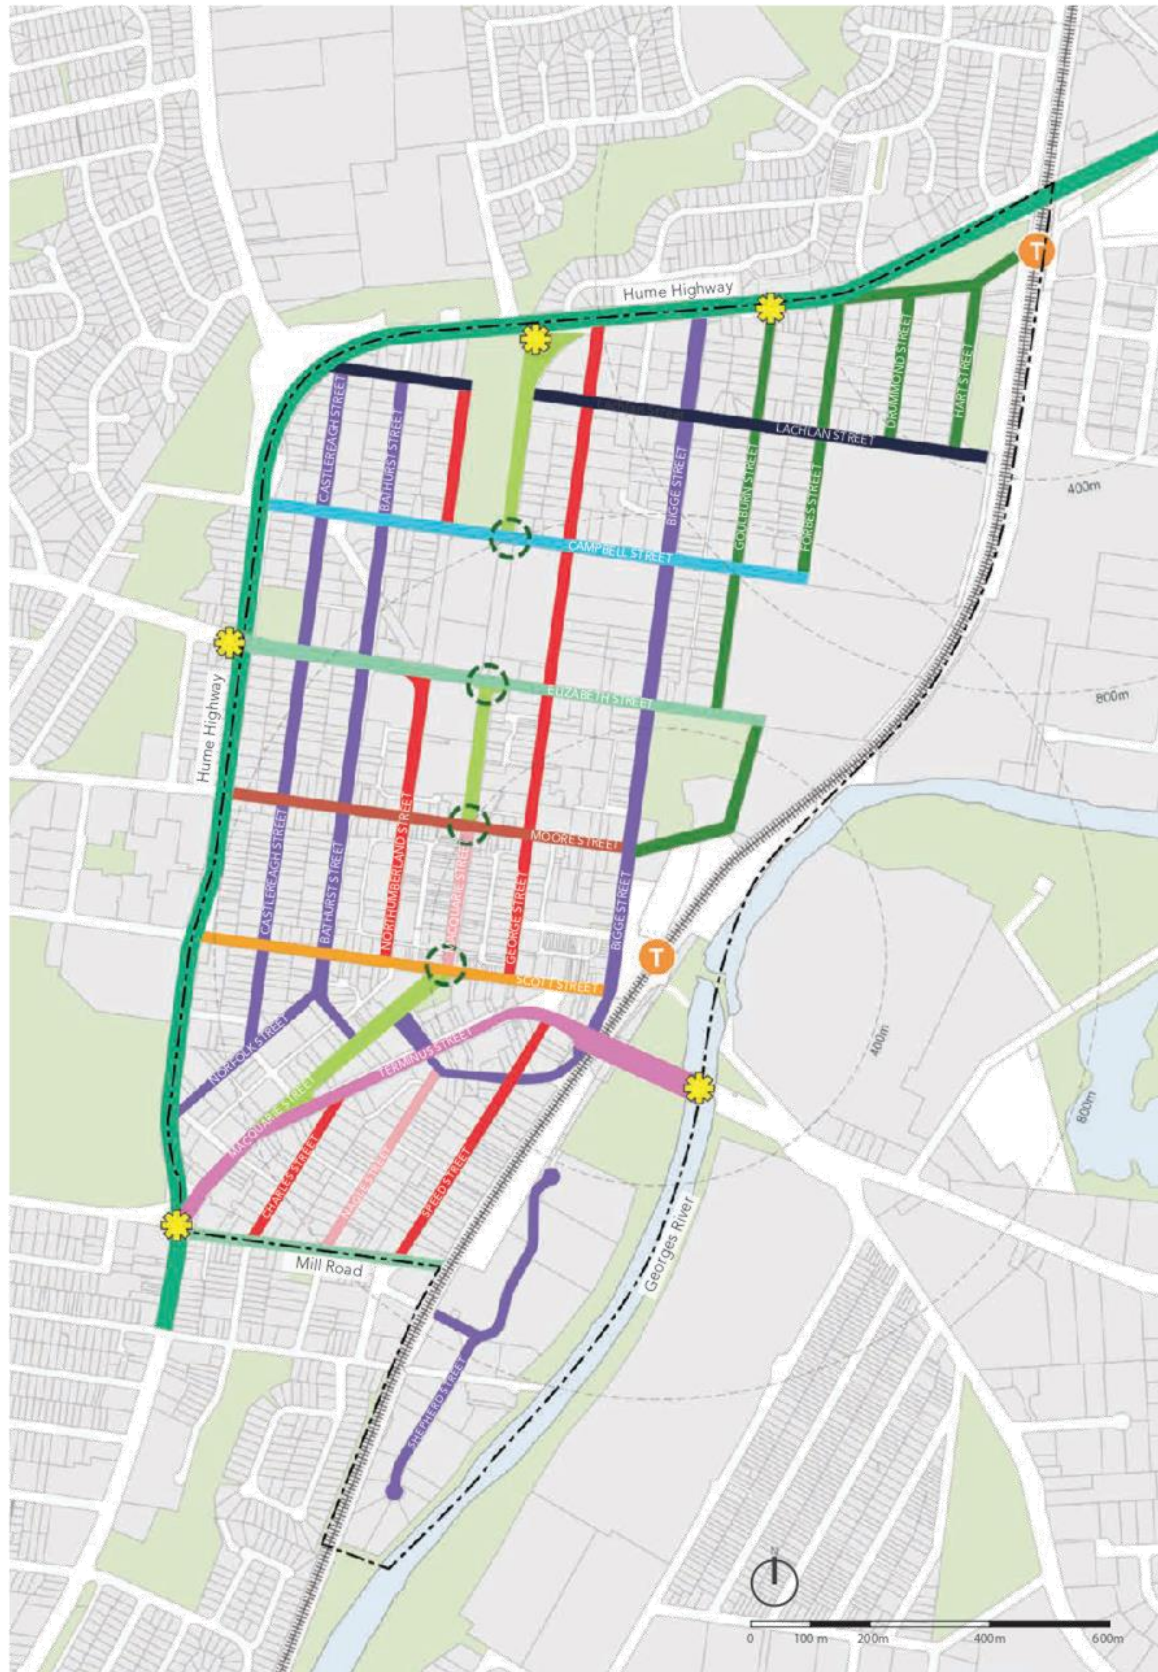 T
Hume Highway
DRUMMOND STREET
HART STREET
CASTLEREAGH STREET
BATHURST STREET
LACHLAN STREET
BIGGE STREET
GOULBURN STREET
FORBES STREET
400m
CAMPBELL STREET
ELIZABETH STREET
800m
Hume Highway
MOORE STREET
CASTLEREAGH STREET
BATHURST STREET
NORTHUMBERLAND STREET
GEORGE STREET
BIGGE STREET
T
SCOTT STREET
NORFOLK STREET
TERMINUS STREET
400m
MACQUARIE STREET
800m
CHARLES STREET
NAGLE STREET
SPEED STREET
Georges River
Mill Road
SHEPHERD STREET
N
0
100 m
200m
400m
600m